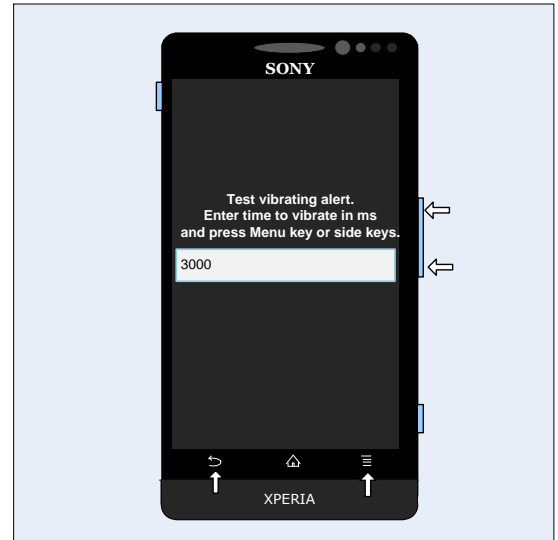 SONY
Test vibrating alert.
Enter time to vibrate in ms
and press Menu key or side keys.
3000
XPERIA